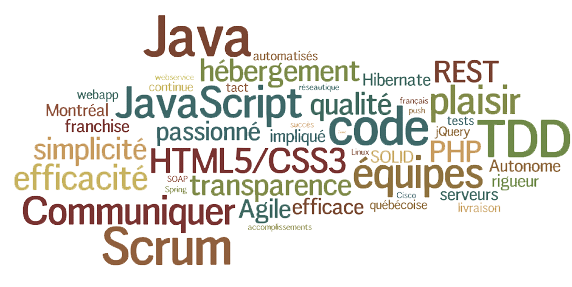 Java
automatisés
webservice
hébergement
Hibernate
REST
continue
tact
réseautique
webapp
JavaScript
qualité
français
plaisir
Montréal
push
franchise
passionné
succes
impliqué
code
tests
jQuery
TDD
simplicité
HTML5/CSS3
Linux
SOLID
PHP
Autonome
efficacité
SOAP
Spring
transparence
équipes
rigueur
Cisco
serveurs
Communiquer
Agile
efficace
québécoise
livraison
accomplissements
Scrum